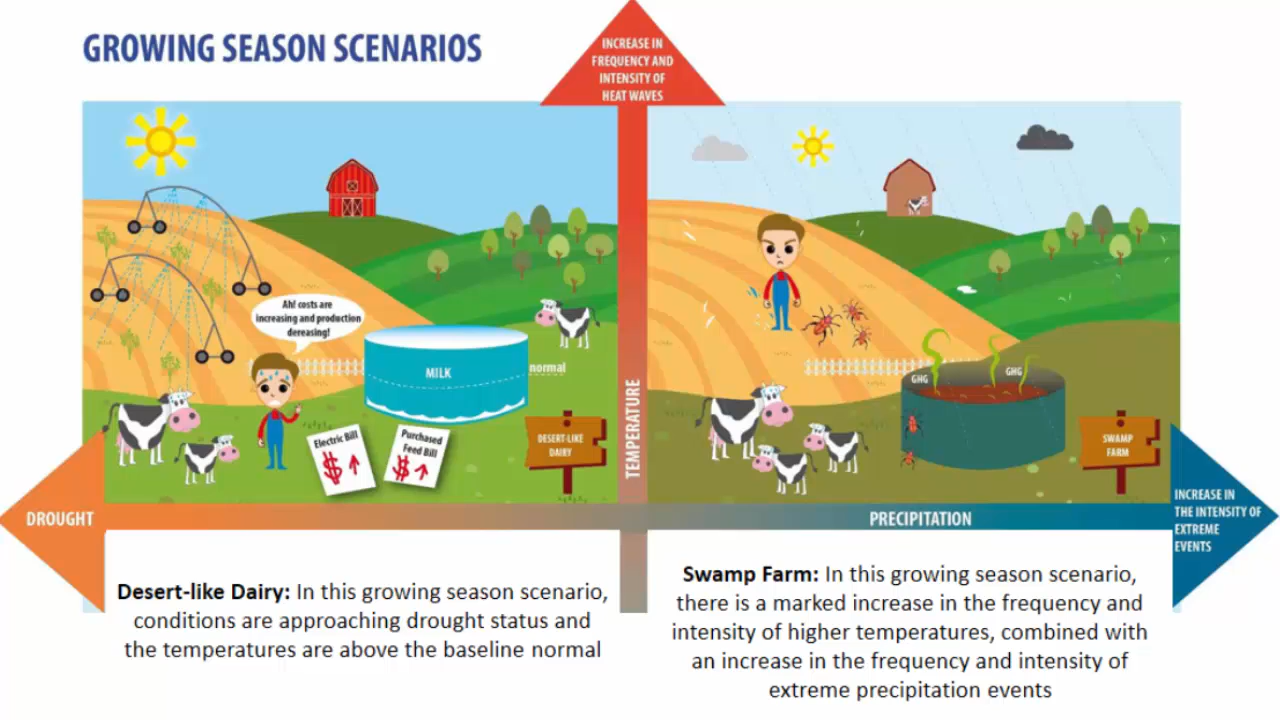 GROWING SEASON SCENARIOS
INCREASE IN
FREQUENCY AND
INTENSITY OF
HEAT WAVES
Ah! costs are
increasing and production
dereasing!
MILK
normal
Electric Bill
$
Purchased
Feed Bill
$
DESERT-LIKE
DAIRY
TEMPERATURE
GHG
GHG
SWAMP
FARM
DROUGHT
PRECIPITATION
INCREASE IN
THE INTENSITY OF
EXTREME
EVENTS
Desert-like Dairy: In this growing season scenario,
conditions are approaching drought status and
the temperatures are above the baseline normal
Swamp Farm: In this growing season scenario,
there is a marked increase in the frequency and
intensity of higher temperatures, combined with
an increase in the frequency and intensity of
extreme precipitation events